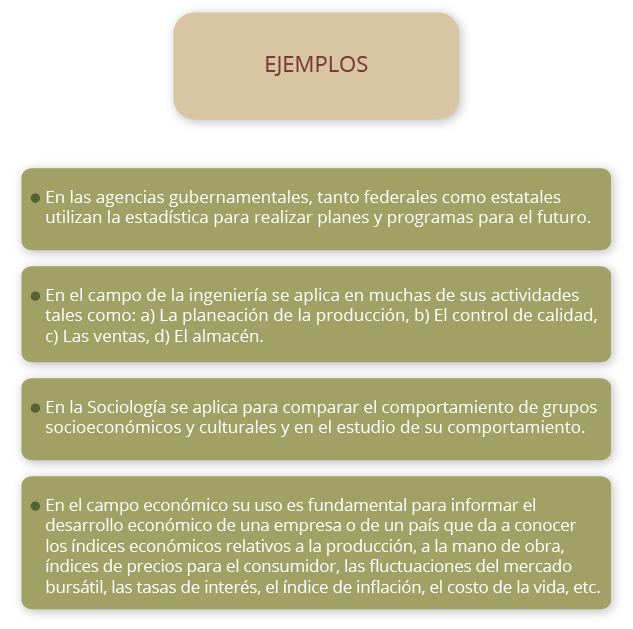 EJEMPLOS
● En las agencias gubernamentales, tanto federales como estatales
utilizan la estadística para realizar planes y programas para el futuro.
● En el campo de la ingeniería se aplica en muchas de sus actividades
tales como: a) La planeación de la producción, b) El control de calidad,
c) Las ventas, d) El almacén.
● En la Sociología se aplica para comparar el comportamiento de grupos
socioeconómicos y culturales y en el estudio de su comportamiento.
● En el campo económico su uso es fundamental para informar el
desarrollo económico de una empresa o de un país que da a conocer
los índices económicos relativos a la producción, a la mano de obra,
índices de precios para el consumidor, las fluctuaciones del mercado
bursátil, las tasas de interés, el índice de inflación, el costo de la vida, etc.